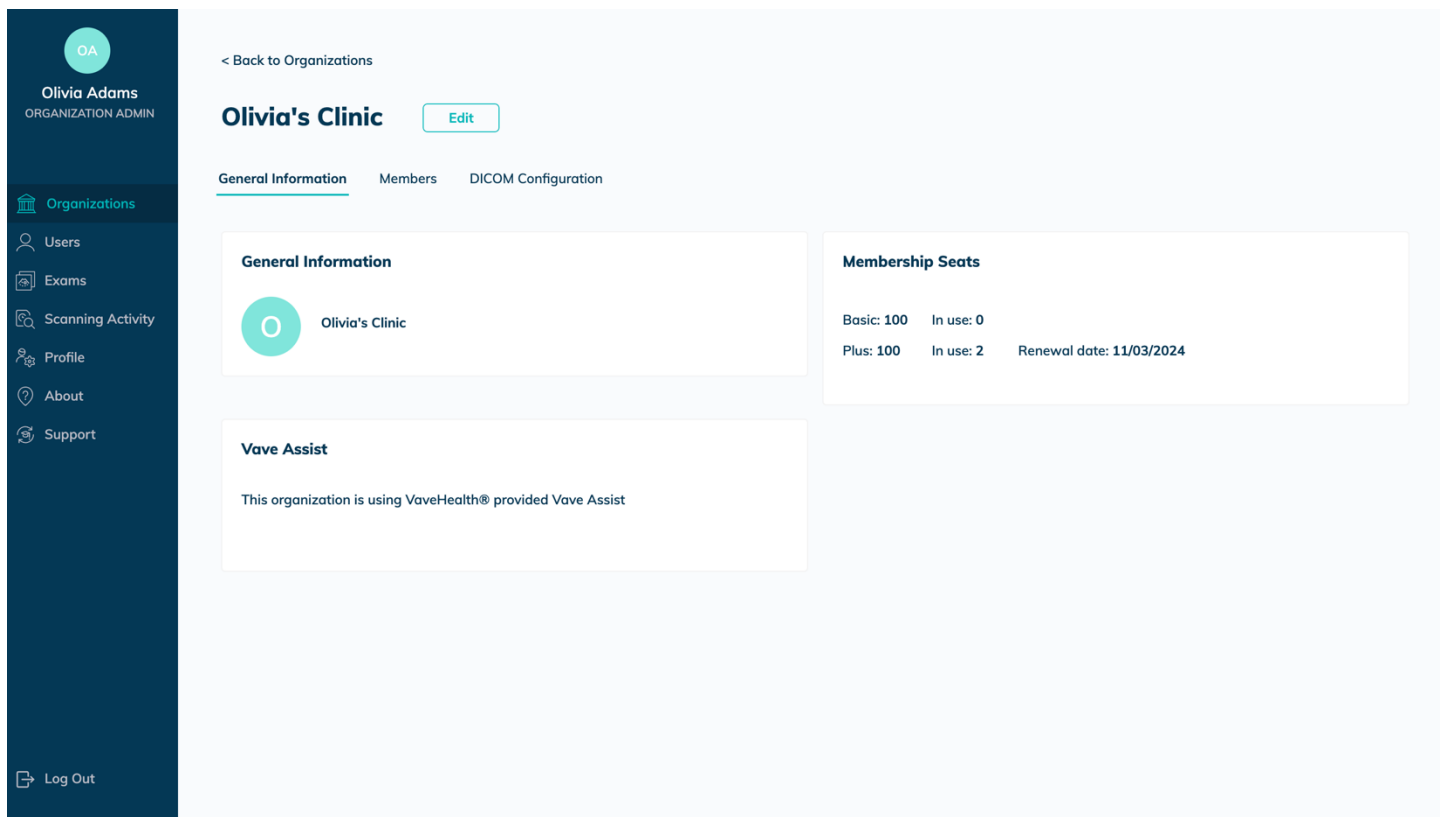 OA
Olivia Adams
ORGANIZATION ADMIN
Organizations
Users
Exams
Scanning Activity
Profile
About
Support
Log Out
< Back to Organizations
Olivia's Clinic Edit
General Information Members DICOM Configuration
General Information
O Olivia's Clinic
Membership Seats
Basic: 100 In use: 0
Plus: 100 In use: 2 Renewal date: 11/03/2024
Vave Assist
This organization is using VaveHealth® provided Vave Assist